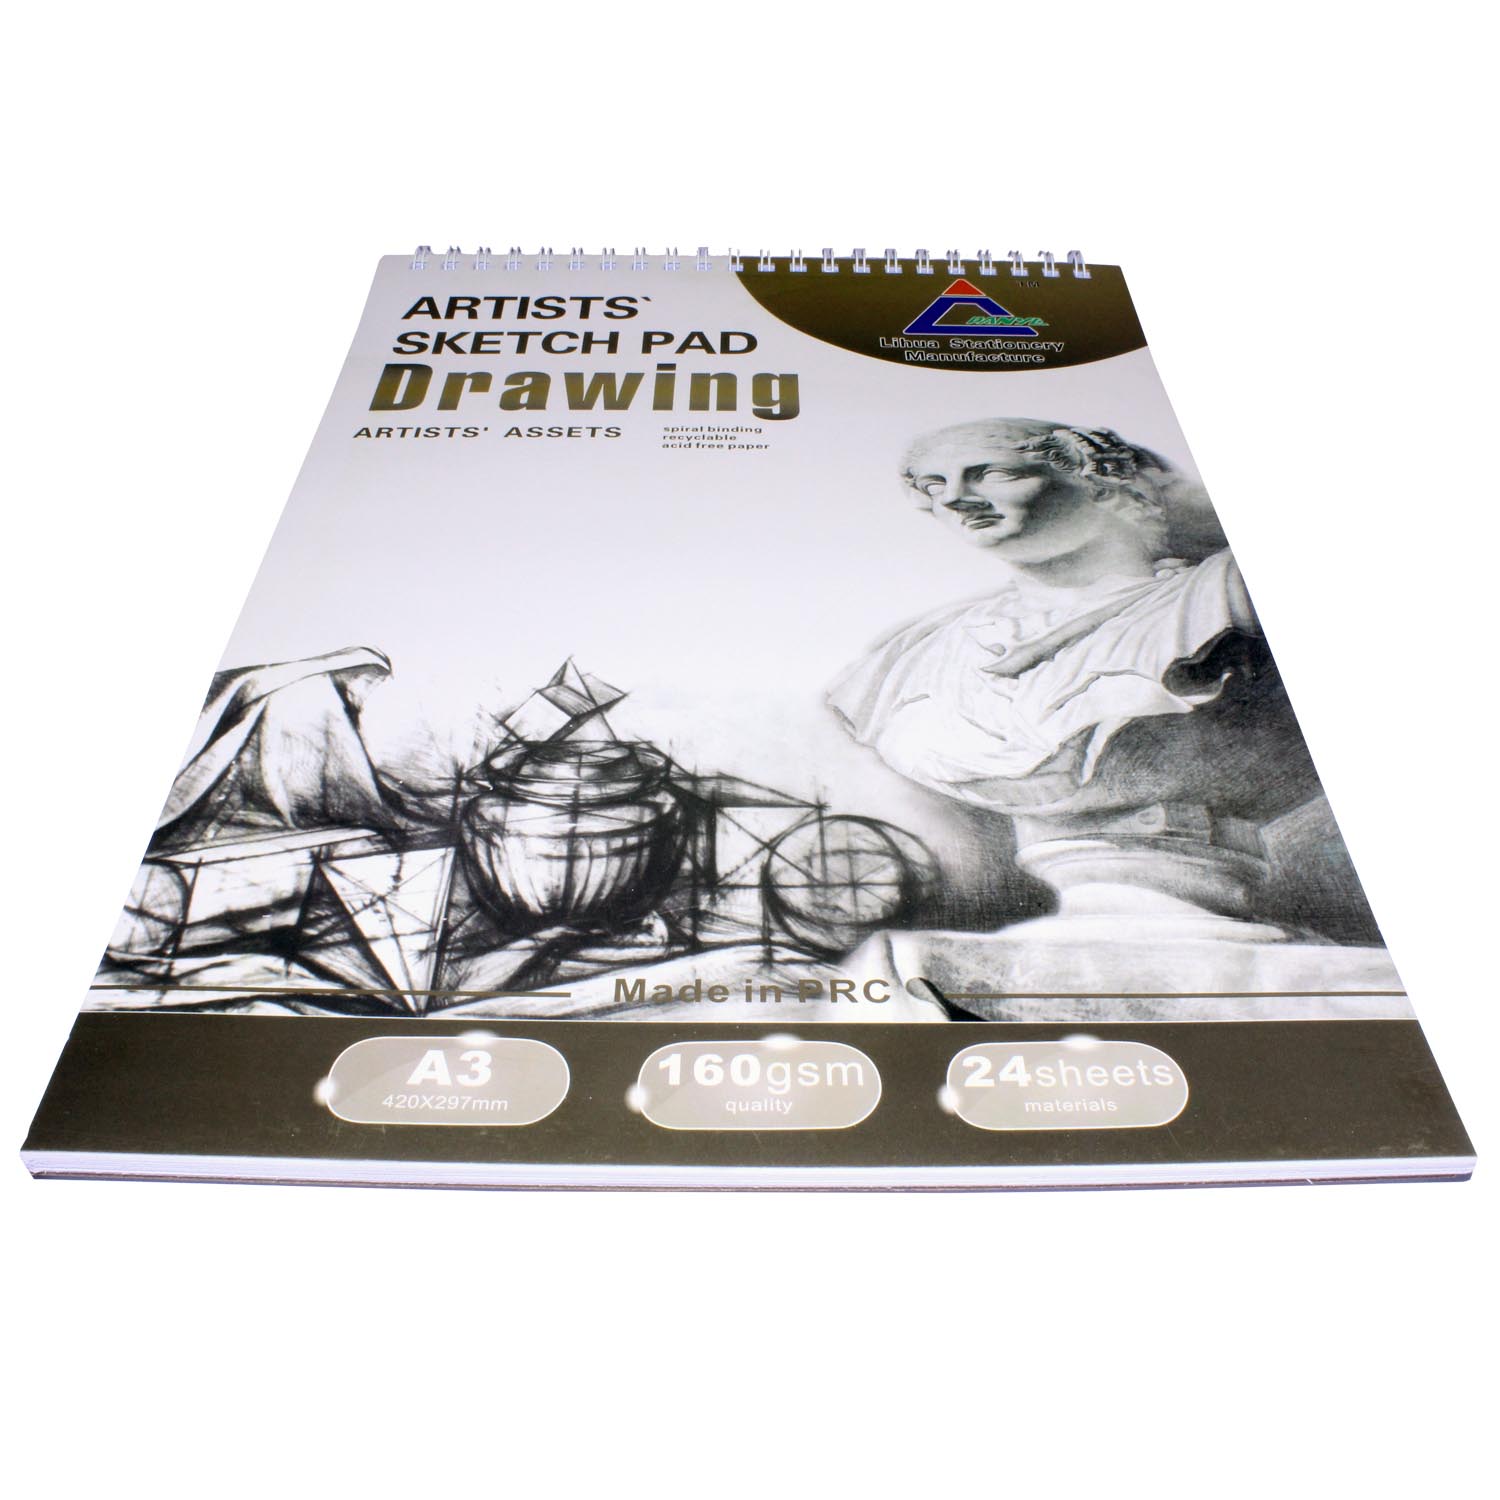 ARTISTS`
SKETCH PAD
Drawing
ARTISTS' ASSETS
spiral binding
recyclable
acid free paper
TM
Lihua Stationery
Manufacture
Made in PRC
A3
420X297mm
160gsm
quality
24sheets
materials